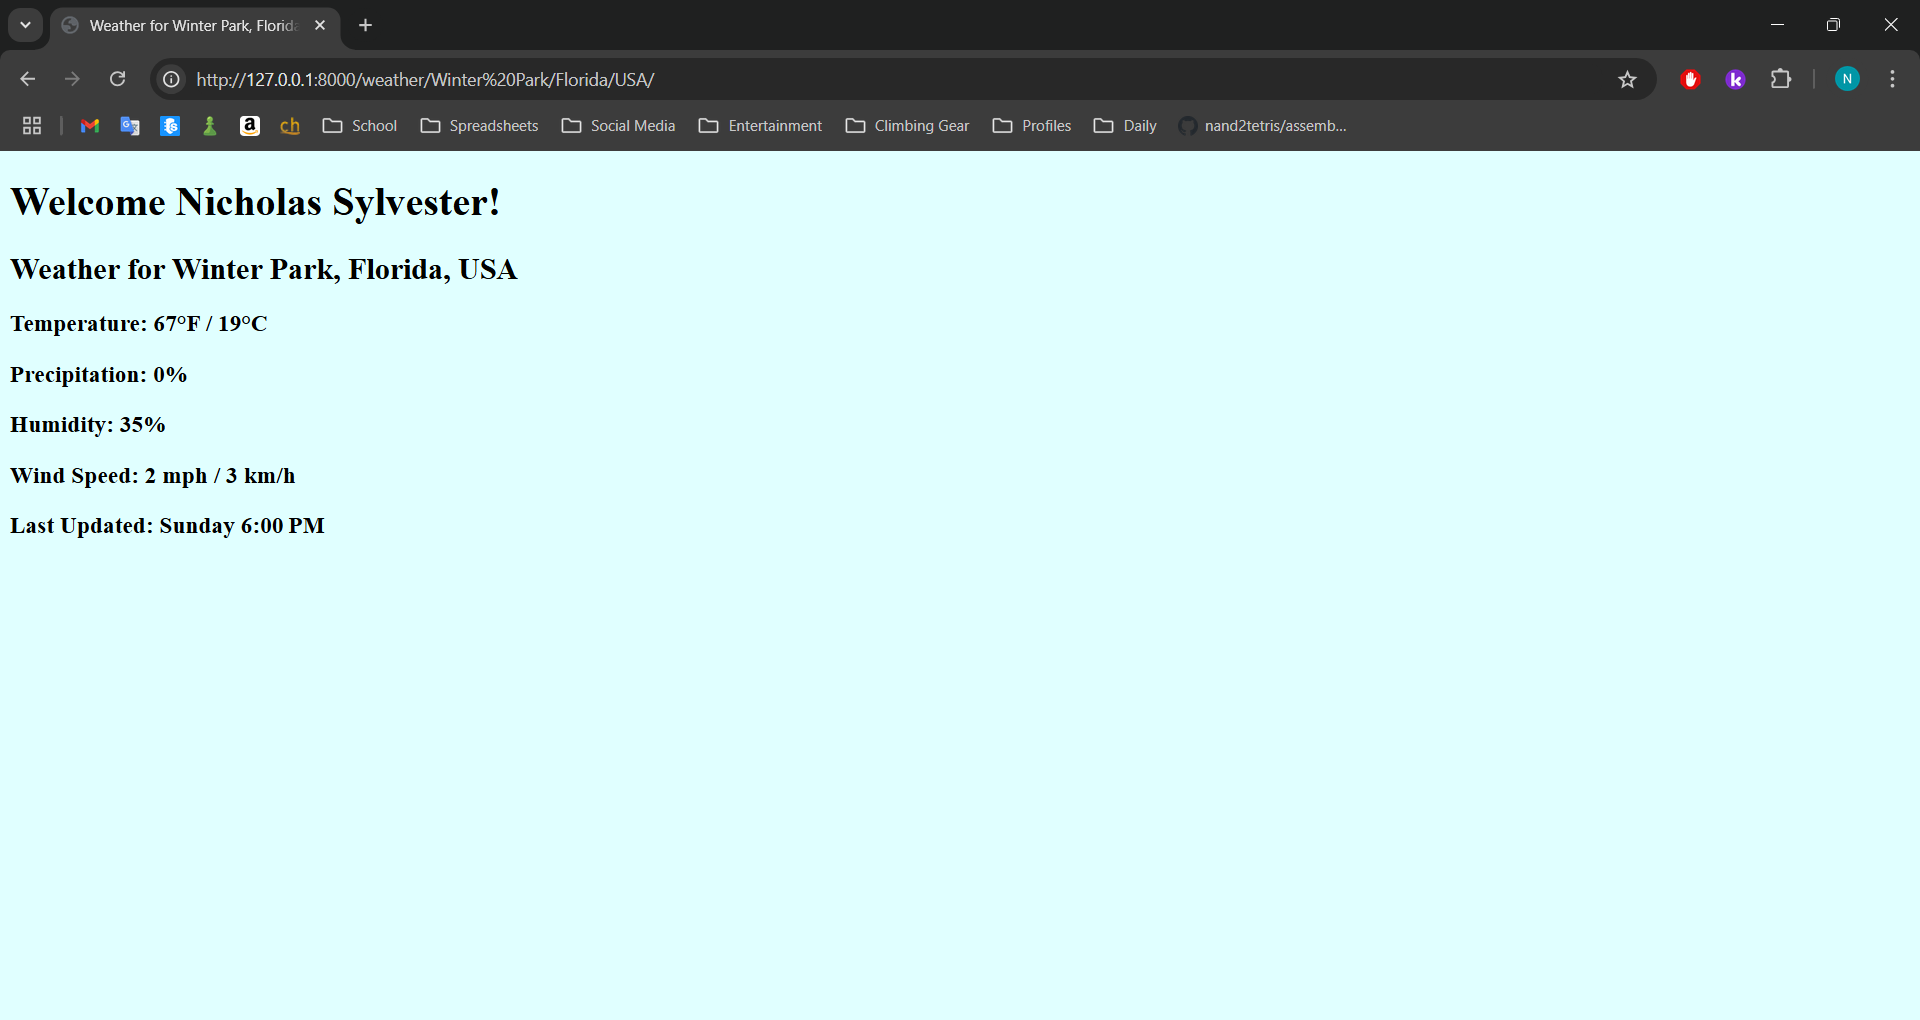 Weather for Winter Park, Florida
http://127.0.0.1:8000/weather/Winter%20Park/Florida/USA/
N
School
Spreadsheets
Social Media
Entertainment
Climbing Gear
Profiles
Daily
nand2tetris/assemb...
Welcome Nicholas Sylvester!
Weather for Winter Park, Florida, USA
Temperature: 67°F / 19°C
Precipitation: 0%
Humidity: 35%
Wind Speed: 2 mph / 3 km/h
Last Updated: Sunday 6:00 PM